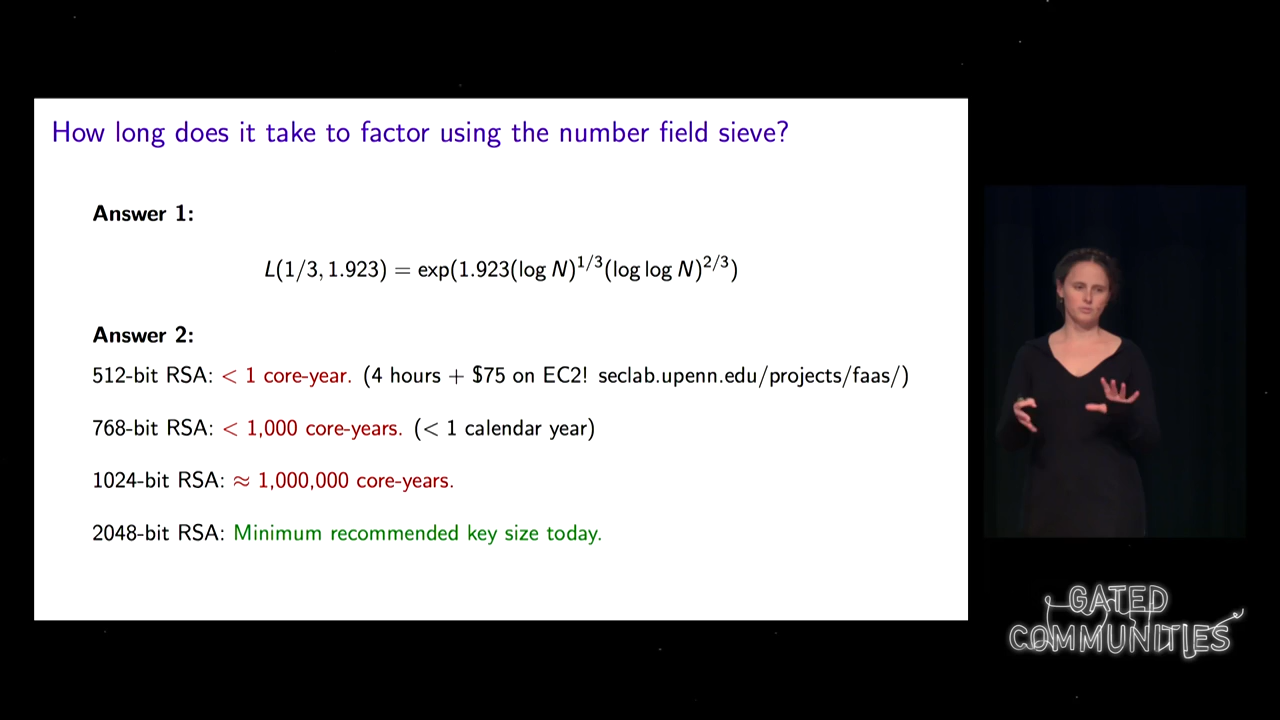 How long does it take to factor using the number field sieve?
Answer 1:
L(1/3, 1.923) = exp(1.923(log N)^{1/3}(log log N)^{2/3})
Answer 2:
512-bit RSA: < 1 core-year. (4 hours + $75 on EC2! seclab.upenn.edu/projects/faas/)
768-bit RSA: < 1,000 core-years. (< 1 calendar year)
1024-bit RSA: ≈ 1,000,000 core-years.
2048-bit RSA: Minimum recommended key size today.
GATED
COMMUNITIES